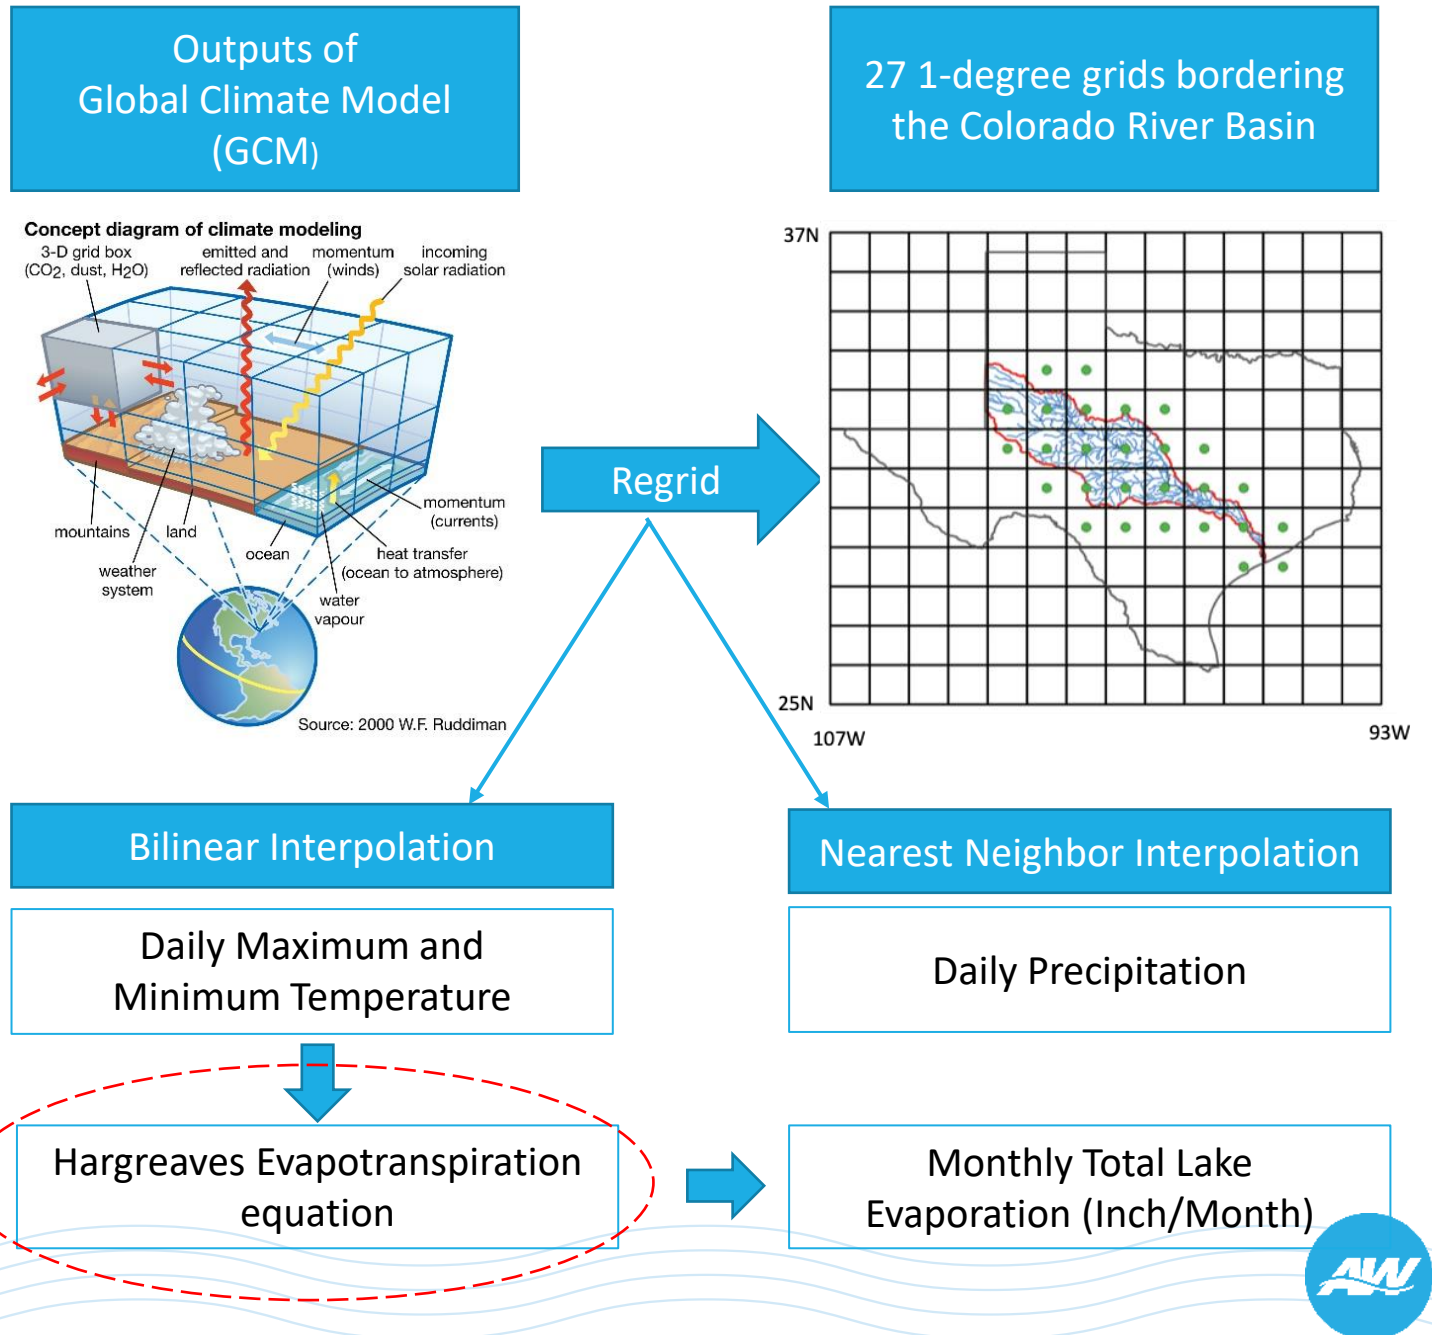 Outputs of
Global Climate Model
(GCM)
27 1-degree grids bordering
the Colorado River Basin
Concept diagram of climate modeling
3-D grid box
(CO2, dust, H2O)
emitted and
reflected radiation
momentum
(winds)
incoming
solar radiation
mountains
land
weather
system
ocean
water
vapour
heat transfer
(ocean to atmosphere)
momentum
(currents)
Source: 2000 W.F. Ruddiman
Regrid
37N
25N
107W
93W
Bilinear Interpolation
Nearest Neighbor Interpolation
Daily Maximum and
Minimum Temperature
Daily Precipitation
Hargreaves Evapotranspiration
equation
Monthly Total Lake
Evaporation (Inch/Month)
AW